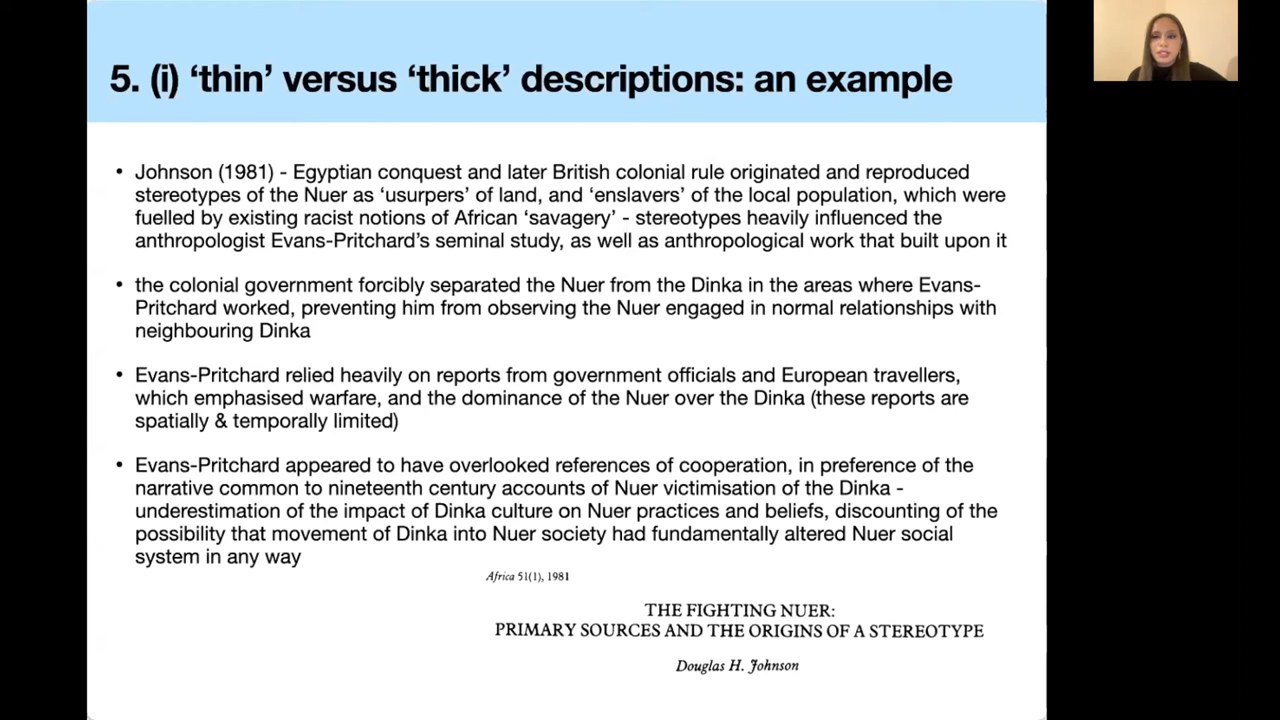 5. (i) ‘thin’ versus ‘thick’ descriptions: an example
• Johnson (1981) - Egyptian conquest and later British colonial rule originated and reproduced
stereotypes of the Nuer as ‘usurpers’ of land, and ‘enslavers’ of the local population, which were
fuelled by existing racist notions of African ‘savagery’ - stereotypes heavily influenced the
anthropologist Evans-Pritchard’s seminal study, as well as anthropological work that built upon it
• the colonial government forcibly separated the Nuer from the Dinka in the areas where Evans-
Pritchard worked, preventing him from observing the Nuer engaged in normal relationships with
neighbouring Dinka
• Evans-Pritchard relied heavily on reports from government officials and European travellers,
which emphasised warfare, and the dominance of the Nuer over the Dinka (these reports are
spatially & temporally limited)
• Evans-Pritchard appeared to have overlooked references of cooperation, in preference of the
narrative common to nineteenth century accounts of Nuer victimisation of the Dinka -
underestimation of the impact of Dinka culture on Nuer practices and beliefs, discounting of the
possibility that movement of Dinka into Nuer society had fundamentally altered Nuer social
system in any way
Africa 51(1), 1981
THE FIGHTING NUER:
PRIMARY SOURCES AND THE ORIGINS OF A STEREOTYPE
Douglas H. Johnson